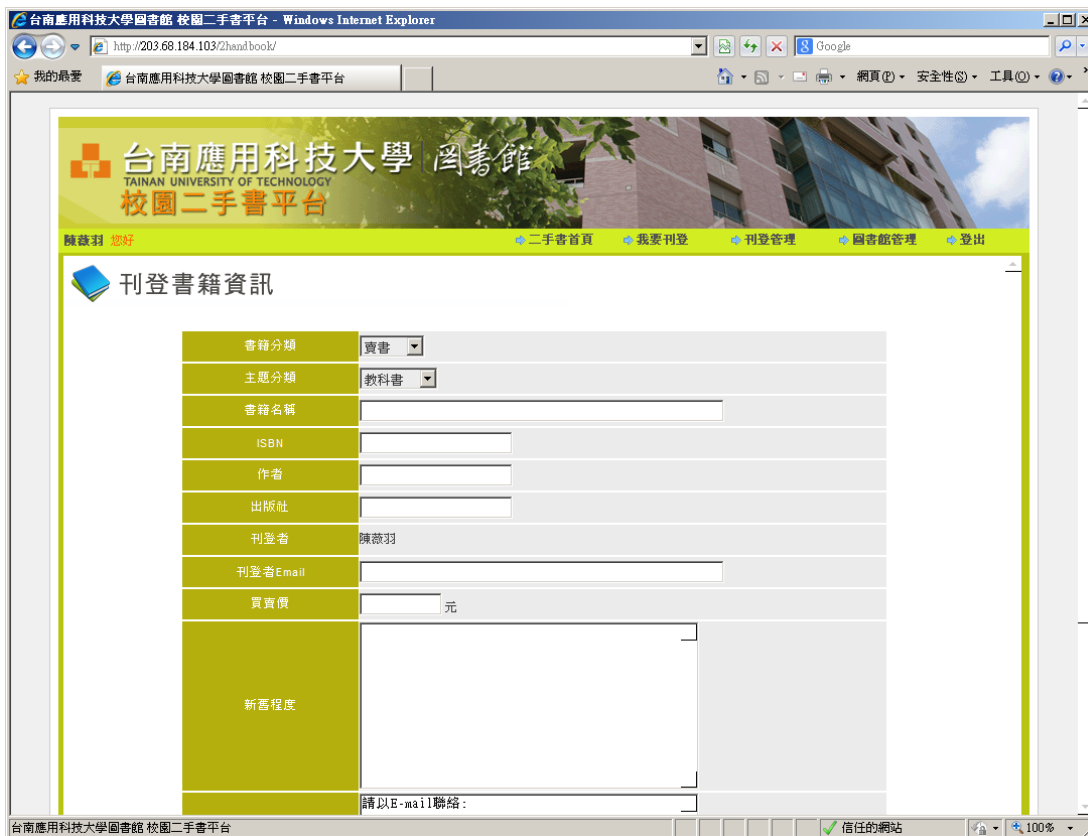 台南應用科技大學圖書館 校園二手書平台 - Windows Internet Explorer
http://203.68.184.103/2handbook/
Google
我的最愛
台南應用科技大學圖書館 校園二手書平台
網頁(P)
安全性(S)
工具(O)
台南應用科技大學 圖書館
TAINAN UNIVERSITY OF TECHNOLOGY
校園二手書平台
陳薇羽 您好
二手書首頁
我要刊登
刊登管理
圖書館管理
登出
刊登書籍資訊
書籍分類 賣書
主題分類 教科書
書籍名稱
ISBN
作者
出版社
刊登者 陳薇羽
刊登者Email
買賣價 元
新舊程度
請以E-mail聯絡:
台南應用科技大學圖書館 校園二手書平台
信任的網站
100%